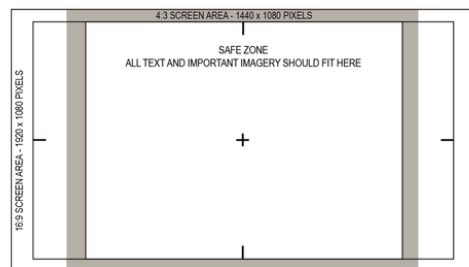 4:3 SCREEN AREA - 1440 x 1080 PIXELS
SAFE ZONE
ALL TEXT AND IMPORTANT IMAGERY SHOULD FIT HERE
16:9 SCREEN AREA - 1920 x 1080 PIXELS